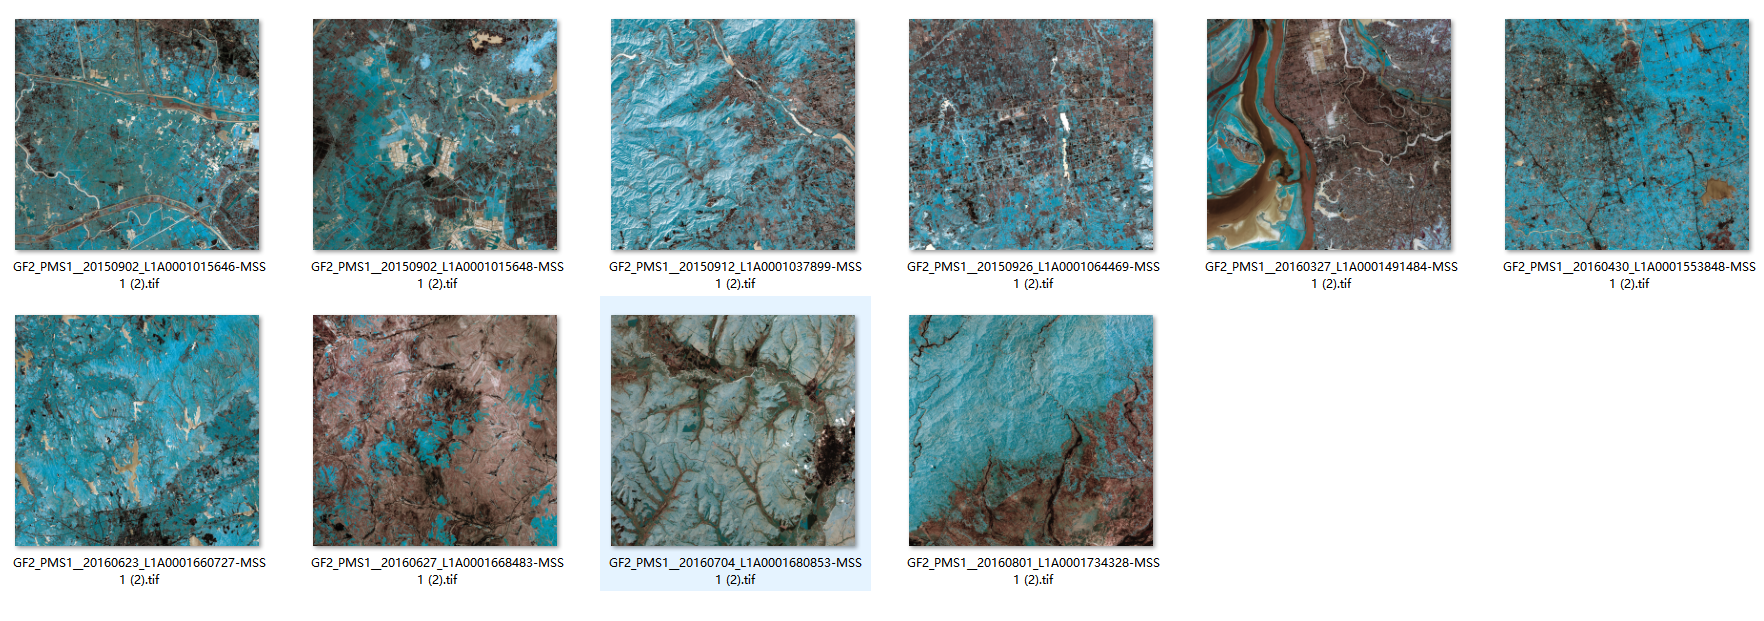 GF2_PMS1__20150902_L1A0001015646-MSS
1 (2).tif
GF2_PMS1__20150902_L1A0001015648-MSS
1 (2).tif
GF2_PMS1__20150912_L1A0001037899-MSS
1 (2).tif
GF2_PMS1__20150926_L1A0001064469-MSS
1 (2).tif
GF2_PMS1__20160327_L1A0001491484-MSS
1 (2).tif
GF2_PMS1__20160430_L1A0001553848-MSS
1 (2).tif
GF2_PMS1__20160623_L1A0001660727-MSS
1 (2).tif
GF2_PMS1__20160627_L1A0001668483-MSS
1 (2).tif
GF2_PMS1__20160704_L1A0001680853-MSS
1 (2).tif
GF2_PMS1__20160801_L1A0001734328-MSS
1 (2).tif